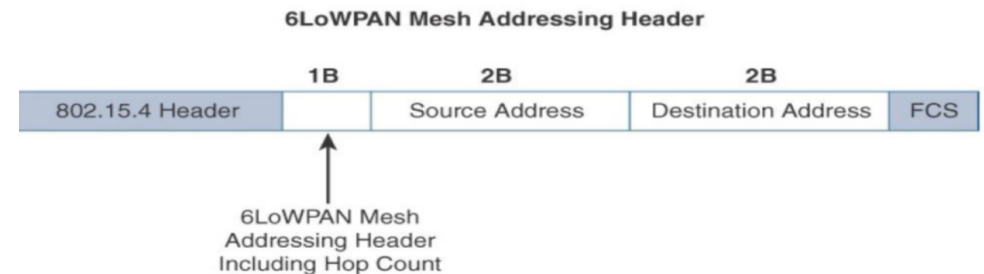 6LoWPAN Mesh Addressing Header
1B 2B 2B
802.15.4 Header Source Address Destination Address FCS
6LoWPAN Mesh
Addressing Header
Including Hop Count